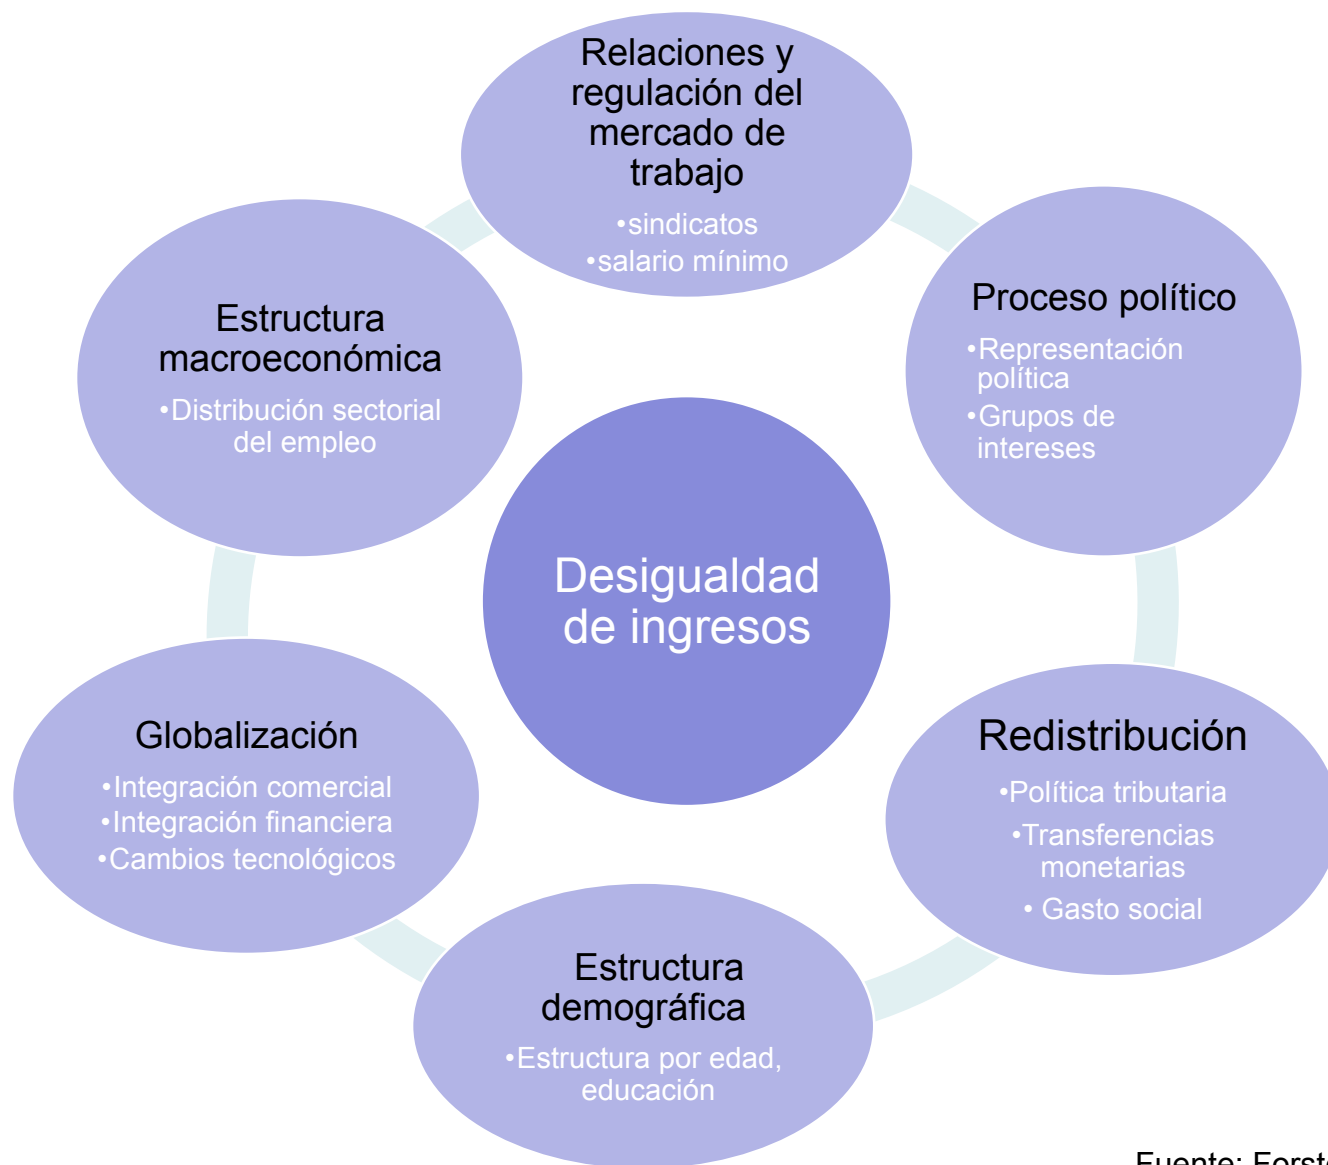 Relaciones y
regulación del
mercado de
trabajo
•sindicatos
•salario mínimo
Proceso político
•Representación
política
•Grupos de
intereses
Redistribución
•Política tributaria
•Transferencias
monetarias
• Gasto social
Estructura
demográfica
•Estructura por edad,
educación
Globalización
•Integración comercial
•Integración financiera
•Cambios tecnológicos
Estructura
macroeconómica
•Distribución sectorial
del empleo
Desigualdad
de ingresos
Fuente: